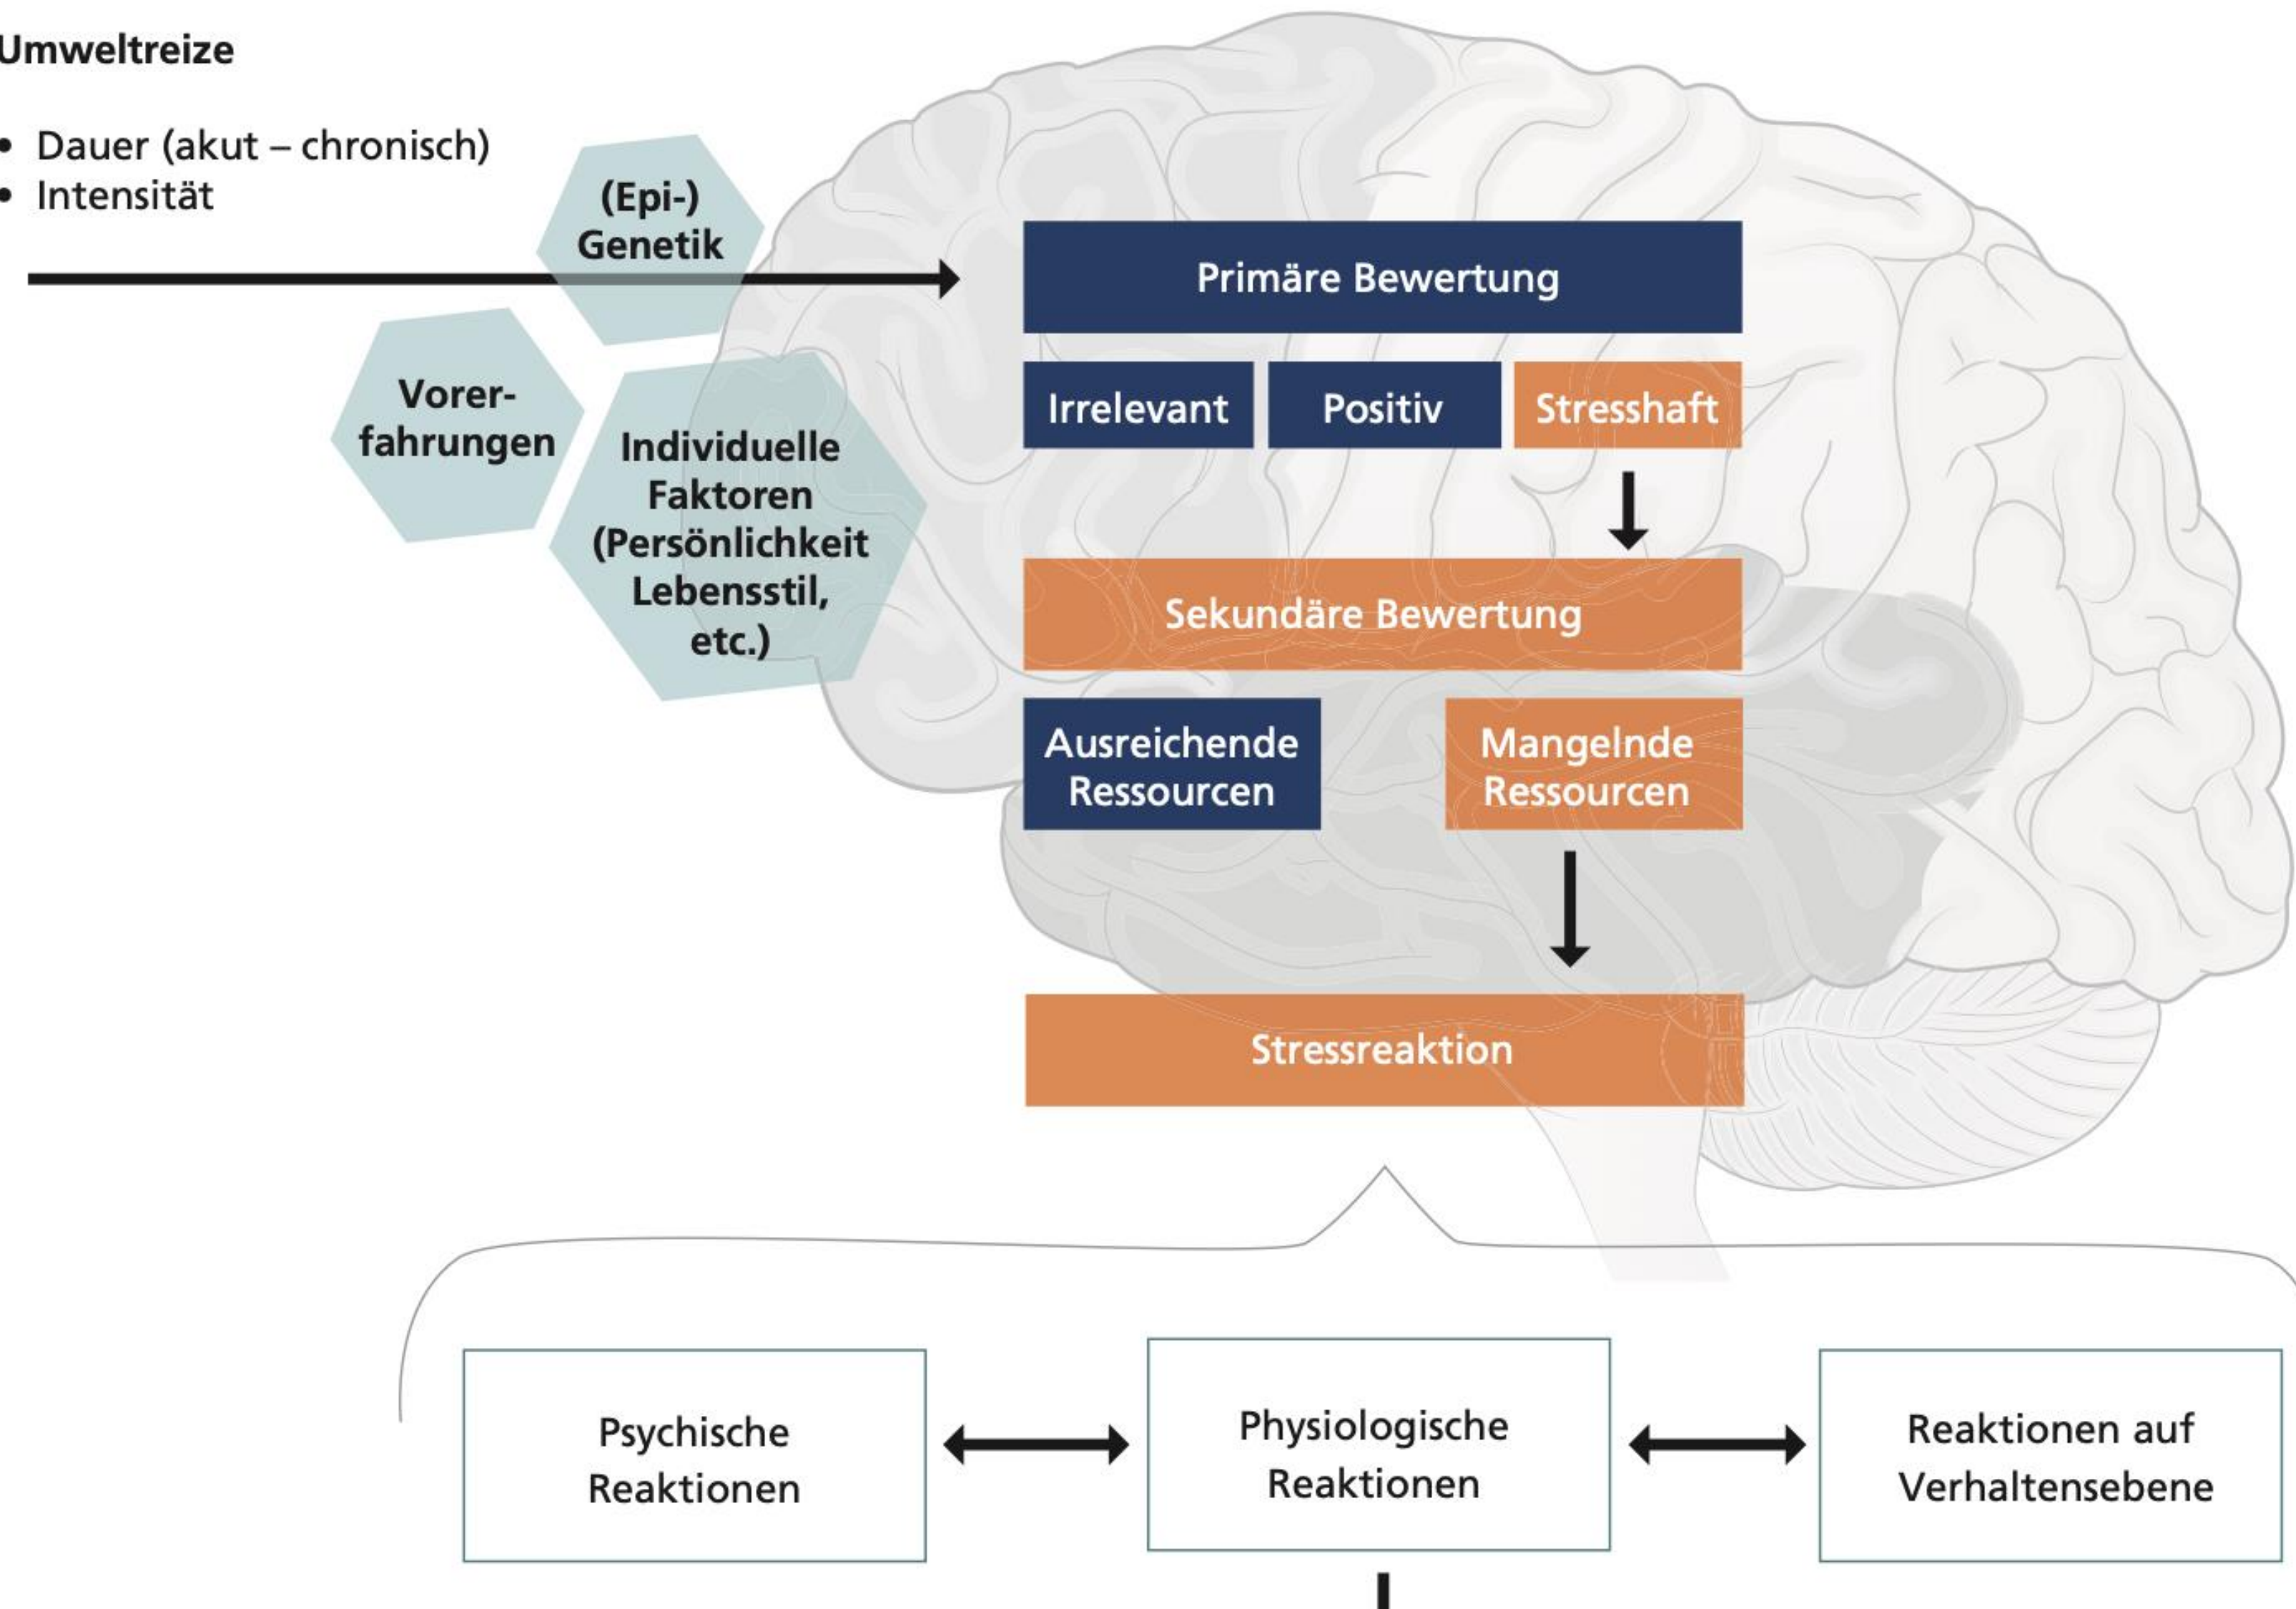 Umweltreize
• Dauer (akut – chronisch)
• Intensität
(Epi-)
Genetik
Vorer-
fahrungen
Individuelle
Faktoren
(Persönlichkeit
Lebensstil,
etc.)
Primäre Bewertung
Irrelevant
Positiv
Stresshaft
Sekundäre Bewertung
Ausreichende
Ressourcen
Mangelnde
Ressourcen
Stressreaktion
Psychische
Reaktionen
Physiologische
Reaktionen
Reaktionen auf
Verhaltensebene